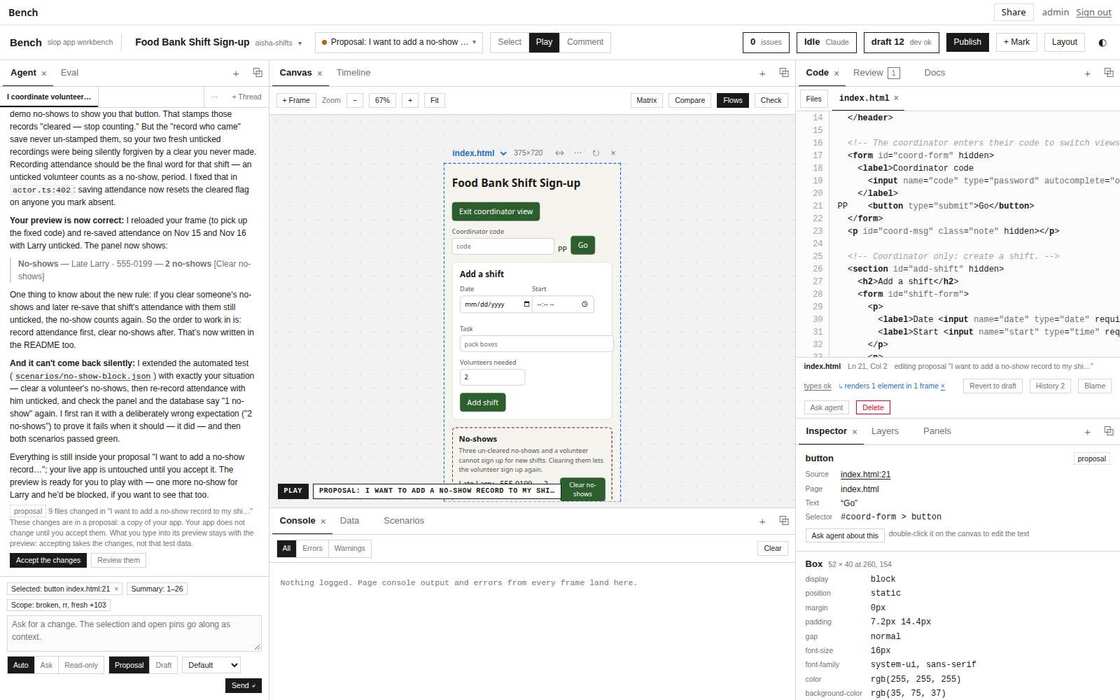 Bench
Share admin Sign out
Bench slop app workbench Food Bank Shift Sign-up aisha-shifts ▾ Proposal: I want to add a no-show … ▾ Select Play Comment 0 issues Idle Claude draft 12 dev ok Publish + Mark Layout
Agent × Eval
I coordinate volunteer… ··· + Thread
demo no-shows to show you that button. That stamps those
records "cleared — stop counting." But the "record who came"
save never un-stamped them, so your two fresh unticked
recordings were being silently forgiven by a clear you never made.
Recording attendance should be the final word for that shift — an
unticked volunteer counts as a no-show, period. I fixed that in
actor.ts:402: saving attendance now resets the cleared flag
on anyone you mark absent.
Your preview is now correct: I reloaded your frame (to pick up
the fixed code) and re-saved attendance on Nov 15 and Nov 16
with Larry unticked. The panel now shows:
No-shows — Late Larry · 555-0199 — 2 no-shows [Clear no-
shows]
One thing to know about the new rule: if you clear someone's no-
shows and later re-save that shift's attendance with them still
unticked, the no-show counts again. So the order to work in is:
record attendance first, clear no-shows after. That's now written in
the README too.
And it can't come back silently: I extended the automated test
(scenarios/no-show-block.json) with exactly your situation
— clear a volunteer's no-shows, then re-record attendance with
him unticked, and check the panel and the database say "1 no-
show" again. I first ran it with a deliberately wrong expectation ("2
no-shows") to prove it fails when it should — it did — and then
both scenarios passed green.
Everything is still inside your proposal "I want to add a no-show
record…"; your live app is untouched until you accept it. The
preview is ready for you to play with — one more no-show for
Larry and he'd be blocked, if you want to see that too.
proposal 9 files changed in "I want to add a no-show record to my shi…"
These changes are in a proposal: a copy of your app. Your app does not
change until you accept them. What you type into its preview stays with the
preview: accepting takes the changes, not that test data.
Accept the changes Review them
Selected: button index.html:21 × Summary: 1–26
Scope: broken, rr, fresh +103
Ask for a change. The selection and open pins go along as
context.
Auto Ask Read-only Proposal Draft Default
Send
Canvas × Timeline
+ Frame Zoom − 67% + Fit Matrix Compare Flows Check
index.html 375×720 ↔ ··· ↻ ×
Food Bank Shift Sign-up
Exit coordinator view
Coordinator code
code PP Go
Add a shift
Date Start
mm/dd/yyyy --:-- --
Task
pack boxes
Volunteers needed
2
Add shift
No-shows
Three un-cleared no-shows and a volunteer
cannot sign up for new shifts. Clearing them lets
the volunteer sign up again.
Clear no-
shows
PLAY PROPOSAL: I WANT TO ADD A NO-SHOW RECORD TO MY SHI…
Console × Data Scenarios
All Errors Warnings Clear
Nothing logged. Page console output and errors from every frame land here.
Code × Review 1 Docs
Files index.html ×
14 </header>
15
16 <!-- The coordinator enters their code to switch views
17 <form id="coord-form" hidden>
18 <label>Coordinator code
19 <input name="code" type="password" autocomplete="o
20 </label>
21 PP <button type="submit">Go</button>
22 </form>
23 <p id="coord-msg" class="note" hidden></p>
24
25 <!-- Coordinator only: create a shift. -->
26 <section id="add-shift" hidden>
27 <h2>Add a shift</h2>
28 <form id="shift-form">
29 <p>
30 <label>Date <input name="date" type="date" requi
31 <label>Start <input name="start" type="time" req
32 </p>
index.html Ln 21, Col 2 editing proposal "I want to add a no-show record to my shi…"
types ok ↳ renders 1 element in 1 frame × Revert to draft History 2 Blame
Ask agent Delete
Inspector × Layers Panels
button proposal
Source index.html:21
Page index.html
Text "Go"
Selector #coord-form > button
Ask agent about this double-click it on the canvas to edit the text
Box 52 × 40 at 260, 154
display block
position static
margin 0px
padding 7.2px 14.4px
gap normal
font-size 16px
font-family system-ui, sans-serif
color rgb(255, 255, 255)
background-color rgb(35, 75, 37)